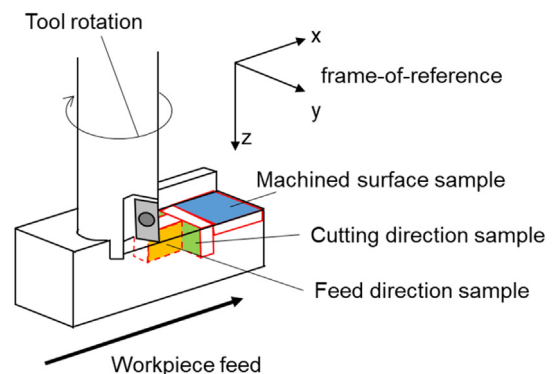 Tool rotation
x
frame-of-reference
y
z
Machined surface sample
Cutting direction sample
Feed direction sample
Workpiece feed